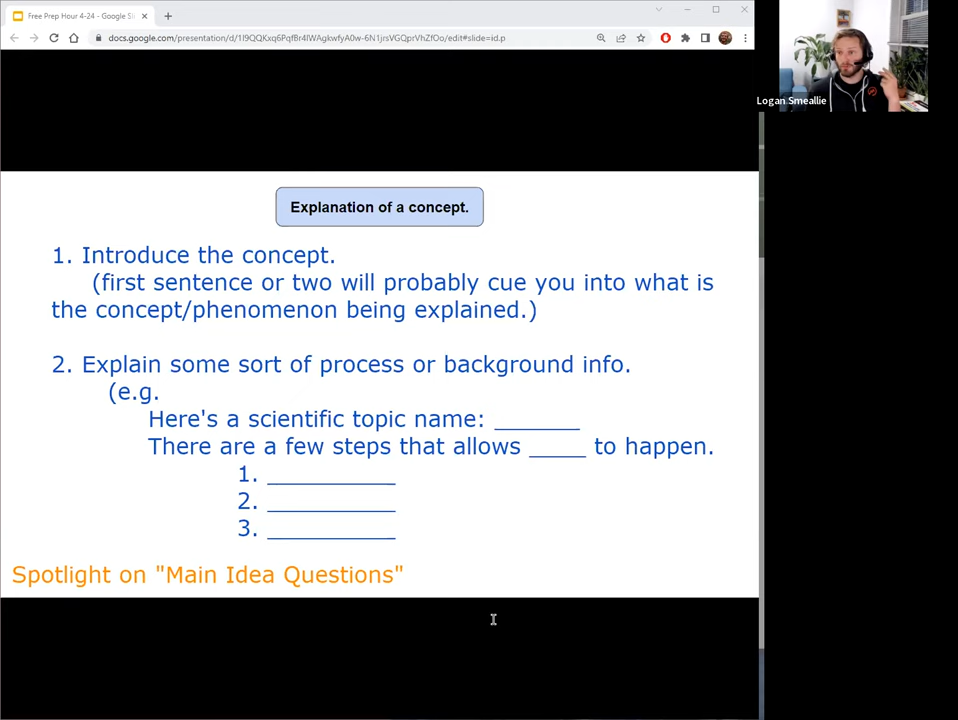 Free Prep Hour 4-24 - Google Sli
docs.google.com/presentation/d/1I9QQKxq6PqfBr4lWAgkwfyA0w-6N1jrsVGQprVhZfOo/edit#slide=id.p
Logan Smeallie
Explanation of a concept.
1. Introduce the concept.
(first sentence or two will probably cue you into what is
the concept/phenomenon being explained.)
2. Explain some sort of process or background info.
(e.g.
Here's a scientific topic name: _______
There are a few steps that allows _____ to happen.
1. __________
2. __________
3. __________
Spotlight on "Main Idea Questions"